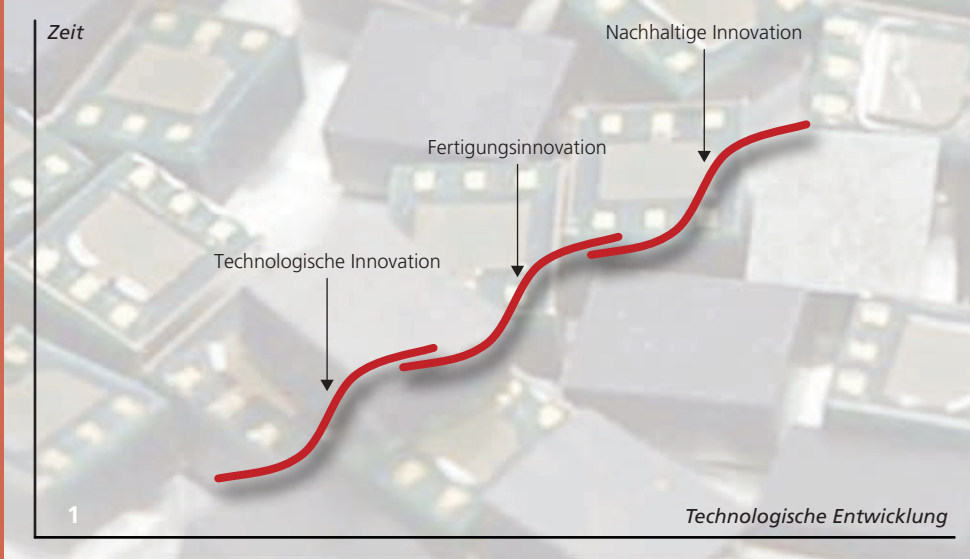 Zeit
Nachhaltige Innovation
Fertigungsinnovation
Technologische Innovation
1
Technologische Entwicklung